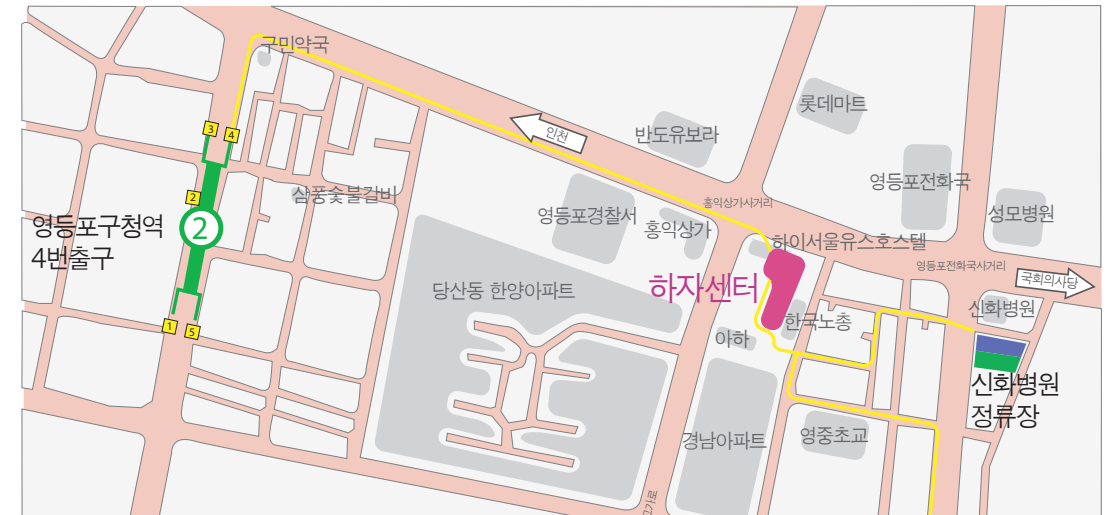 구민약국
3
4
인천
반도유보라
롯데마트
2
삼풍숯불갈비
영등포구청역
4번출구
2
영등포경찰서
홍익상가
홍익상가사거리
영등포전화국
성모병원
하이서울유스호스텔
영등포전화국사거리
국회의사당
하자센터
당산동 한양아파트
신화병원
한국노총
아하
1
5
신화병원
정류장
경남아파트
영중초교